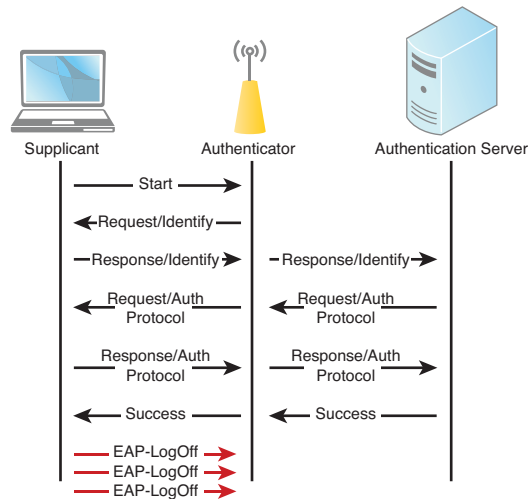 Supplicant
Authenticator
Authentication Server
Start
Request/Identify
Response/Identify
Response/Identify
Request/Auth
Protocol
Request/Auth
Protocol
Response/Auth
Protocol
Response/Auth
Protocol
Success
Success
EAP-LogOff
EAP-LogOff
EAP-LogOff